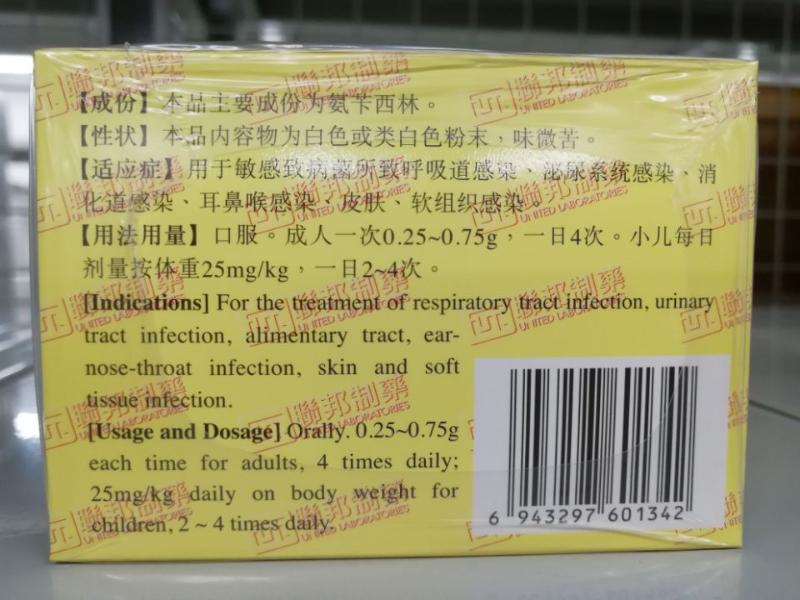 【成份】本品主要成份为氨苄西林。
【性状】本品内容物为白色或类白色粉末，味微苦。
【适应症】用于敏感致病菌所致呼吸道感染、泌尿系统感染、消
化道感染、耳鼻喉感染、皮肤、软组织感染。
【用法用量】口服。成人一次0.25~0.75g，一日4次。小儿每日
剂量按体重25mg/kg，一日2~4次。
[Indications] For the treatment of respiratory tract infection, urinary
tract infection, alimentary tract, ear-
nose-throat infection, skin and soft
tissue infection.
[Usage and Dosage] Orally. 0.25~0.75g
each time for adults, 4 times daily;
25mg/kg daily on body weight for
children, 2 ~ 4 times daily.
6 943297 601342
聯邦制藥
UNITED LABORATORIES